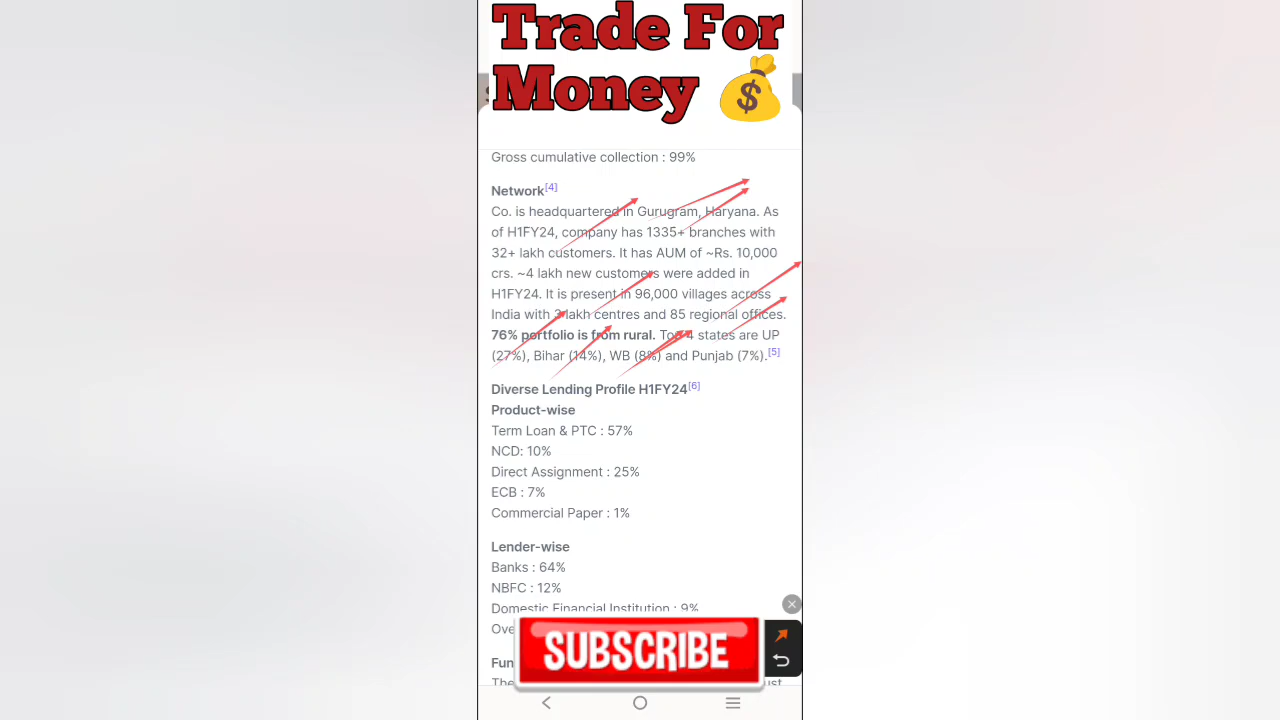 Trade For
Money
Gross cumulative collection : 99%
Network[4]
Co. is headquartered in Gurugram, Haryana. As
of H1FY24, company has 1335+ branches with
32+ lakh customers. It has AUM of ~Rs. 10,000
crs. ~4 lakh new customers were added in
H1FY24. It is present in 96,000 villages across
India with 3 lakh centres and 85 regional offices.
76% portfolio is from rural. Top 4 states are UP
(27%), Bihar (14%), WB (8%) and Punjab (7%).[5]
Diverse Lending Profile H1FY24[6]
Product-wise
Term Loan & PTC : 57%
NCD: 10%
Direct Assignment : 25%
ECB : 7%
Commercial Paper : 1%
Lender-wise
Banks : 64%
NBFC : 12%
Domestic Financial Institution : 9%
SUBSCRIBE